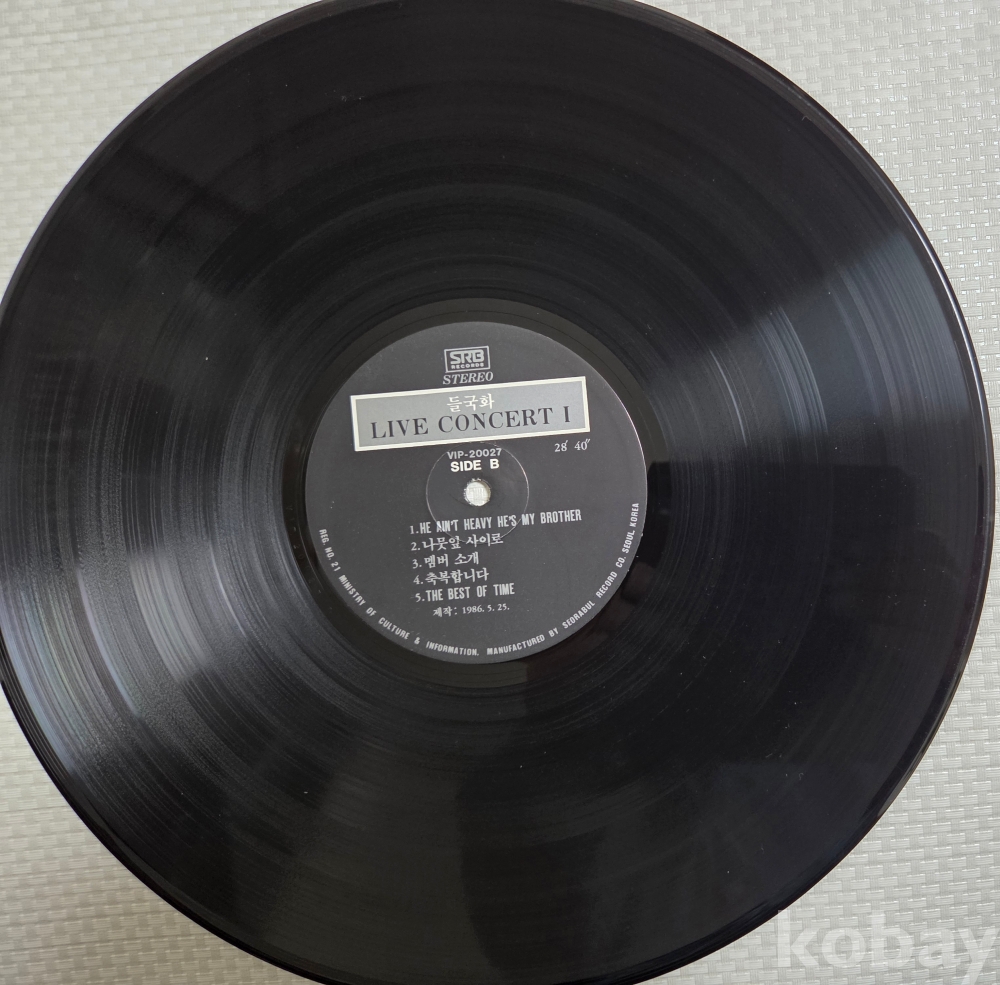 SRB
RECORDS
STEREO
들국화
LIVE CONCERT I
VIP-20027
SIDE B
28′ 40″
1.HE AIN'T HEAVY HE'S MY BROTHER
2.나뭇잎 사이로
3.멤버 소개
4.축복합니다
5.THE BEST OF TIME
제작: 1986. 5. 25.
REG. NO. 21 MINISTRY OF CULTURE & INFORMATION. MANUFACTURED BY SEORABUL RECORD CO. SEOUL KOREA
kobay